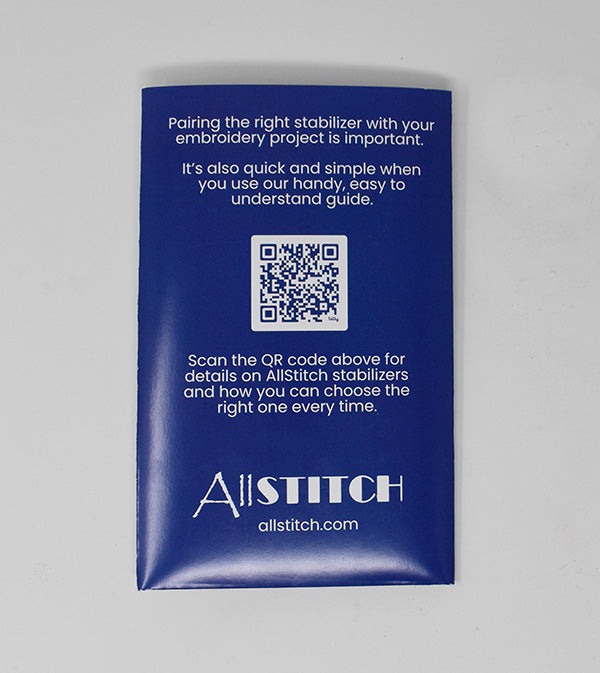 Pairing the right stabilizer with your
embroidery project is important.
It's also quick and simple when
you use our handy, easy to
understand guide.
Scan the QR code above for
details on AllStitch stabilizers
and how you can choose the
right one every time.
AllSTITCH
allstitch.com